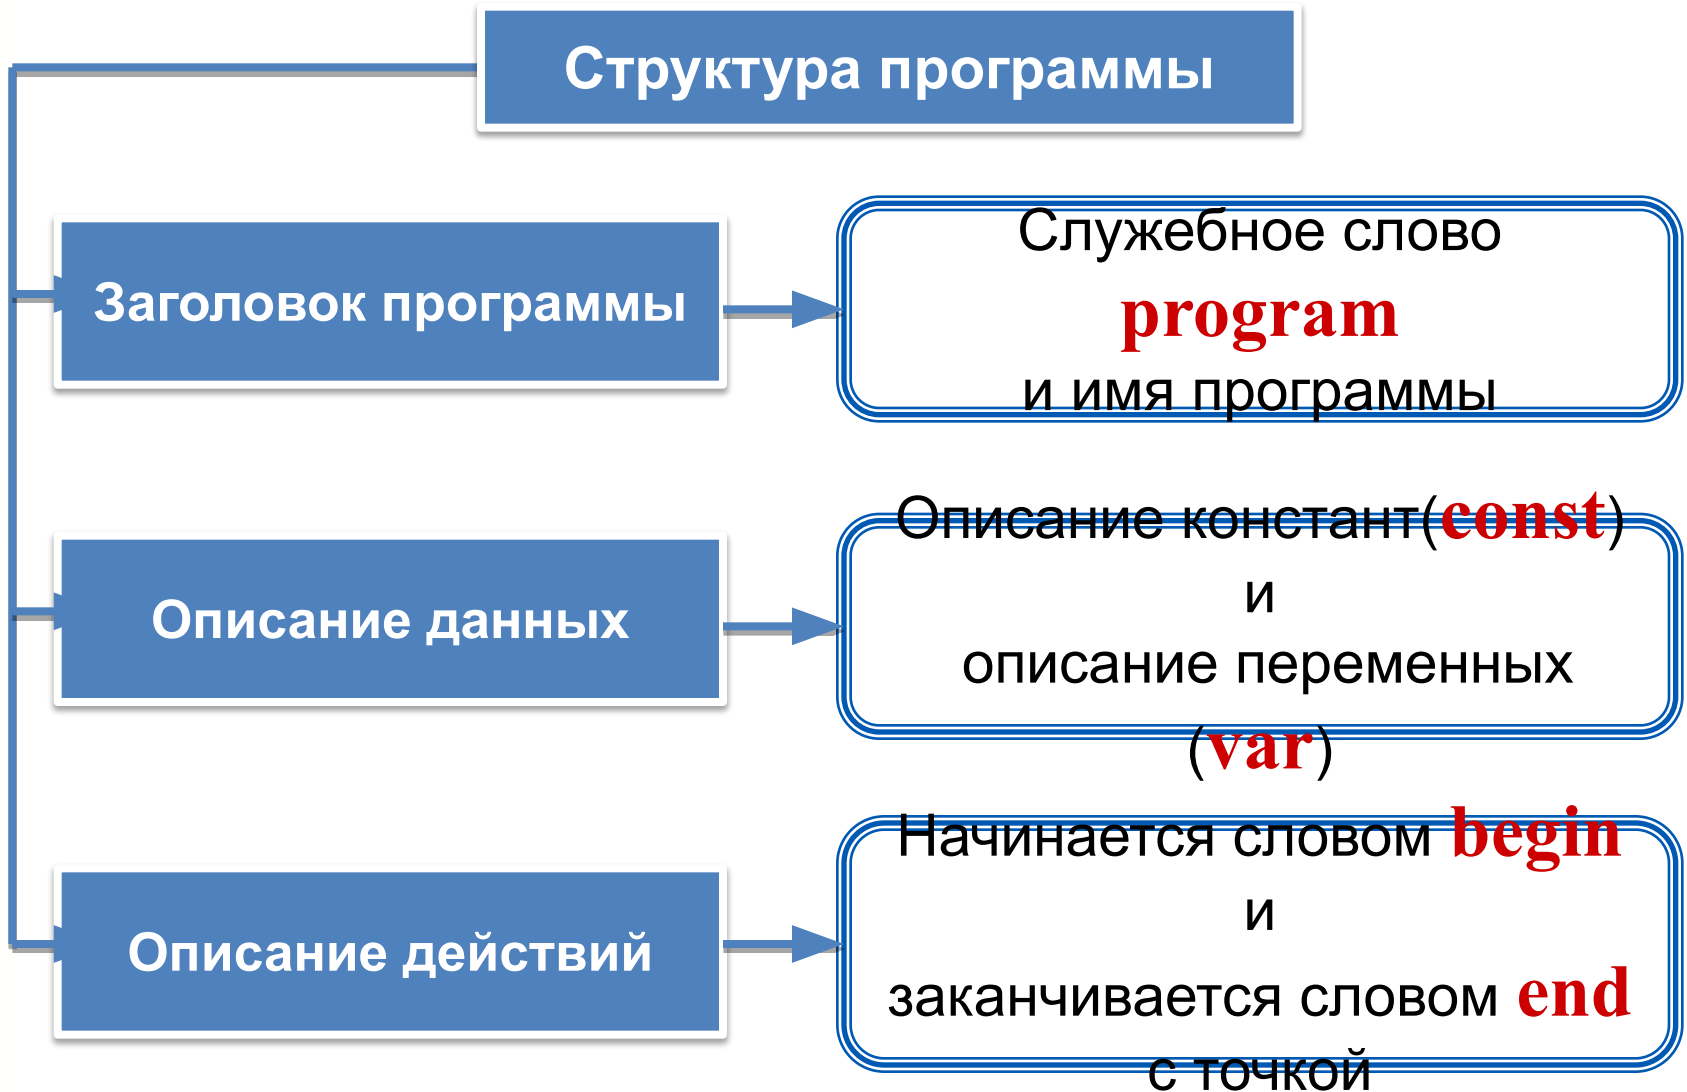 Структура программы
Заголовок программы
Служебное слово
program
и имя программы
Описание данных
Описание констант(const)
и
описание переменных
(var)
Описание действий
Начинается словом begin
и
заканчивается словом end
с точкой